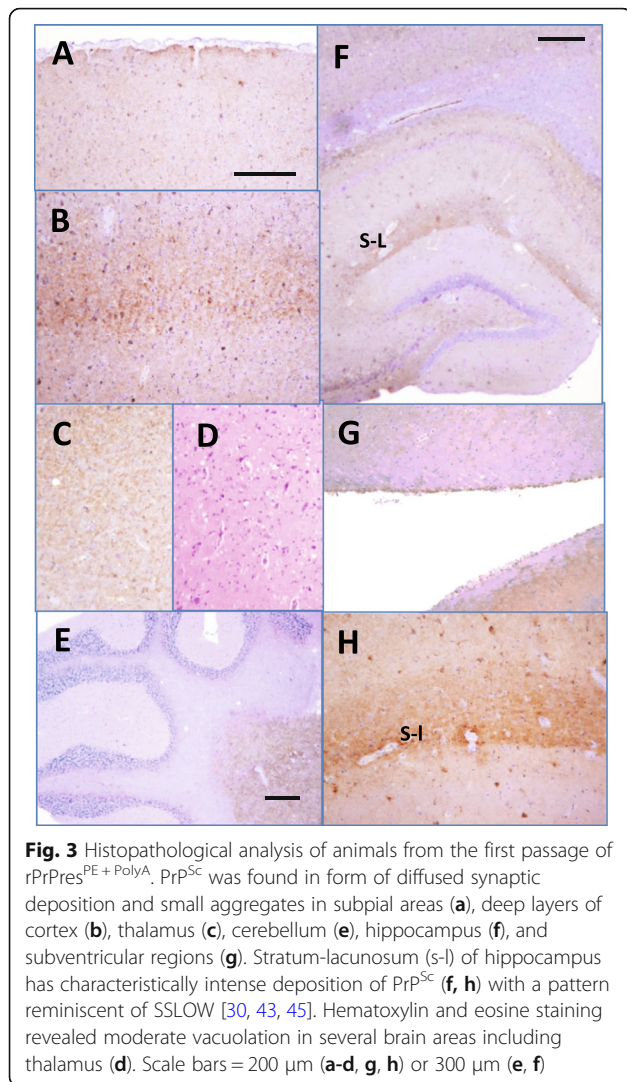 A
F
S-L
B
C
D
G
E
H
S-l
Fig. 3 Histopathological analysis of animals from the first passage of
rPrPres^PE + PolyA. PrP^Sc was found in form of diffused synaptic
deposition and small aggregates in subpial areas (a), deep layers of
cortex (b), thalamus (c), cerebellum (e), hippocampus (f), and
subventricular regions (g). Stratum-lacunosum (s-l) of hippocampus
has characteristically intense deposition of PrP^Sc (f, h) with a pattern
reminiscent of SSLOW [30, 43, 45]. Hematoxylin and eosine staining
revealed moderate vacuolation in several brain areas including
thalamus (d). Scale bars = 200 μm (a-d, g, h) or 300 μm (e, f)